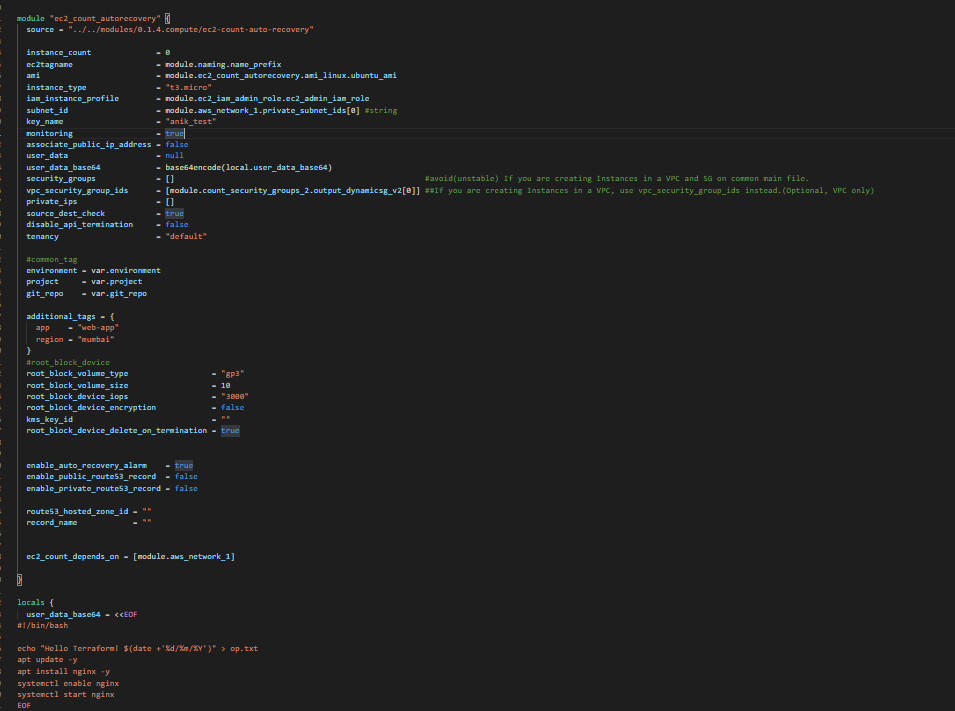 module "ec2_count_autorecovery" {
source = "../../modules/0.1.4.compute/ec2-count-auto-recovery"
instance_count = 0
ec2tagname = module.naming.name_prefix
ami = module.ec2_count_autorecovery.ami_linux.ubuntu_ami
instance_type = "t3.micro"
iam_instance_profile = module.ec2_iam_admin_role.ec2_admin_iam_role
subnet_id = module.aws_network_1.private_subnet_ids[0] #string
key_name = "anik_test"
monitoring = true
associate_public_ip_address = false
user_data = null
user_data_base64 = base64encode(local.user_data_base64)
security_groups = [] #avoid(unstable) If you are creating Instances in a VPC and SG on common main file.
vpc_security_group_ids = [module.count_security_groups_2.output_dynamicsg_v2[0]] ##If you are creating Instances in a VPC, use vpc_security_group_ids instead.(Optional, VPC only)
private_ips = []
source_dest_check = true
disable_api_termination = false
tenancy = "default"
#common_tag
environment = var.environment
project = var.project
git_repo = var.git_repo
additional_tags = {
app = "web-app"
region = "mumbai"
}
#root_block_device
root_block_volume_type = "gp3"
root_block_volume_size = 10
root_block_device_iops = "3000"
root_block_device_encryption = false
kms_key_id = ""
root_block_device_delete_on_termination = true
enable_auto_recovery_alarm = true
enable_public_route53_record = false
enable_private_route53_record = false
route53_hosted_zone_id = ""
record_name = ""
ec2_count_depends_on = [module.aws_network_1]
}
locals {
user_data_base64 = <<EOF
#!/bin/bash
echo "Hello Terraform! $(date +'%d/%m/%Y')" > op.txt
apt update -y
apt install nginx -y
systemctl enable nginx
systemctl start nginx
EOF